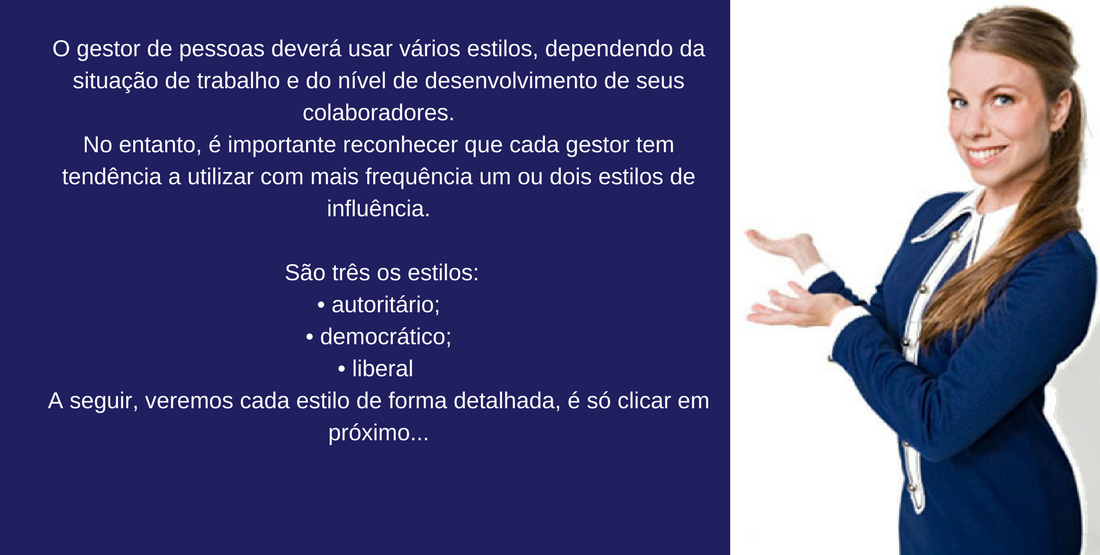 O gestor de pessoas deverá usar vários estilos, dependendo da
situação de trabalho e do nível de desenvolvimento de seus
colaboradores.
No entanto, é importante reconhecer que cada gestor tem
tendência a utilizar com mais frequência um ou dois estilos de
influência.
São três os estilos:
• autoritário;
• democrático;
• liberal
A seguir, veremos cada estilo de forma detalhada, é só clicar em
próximo...